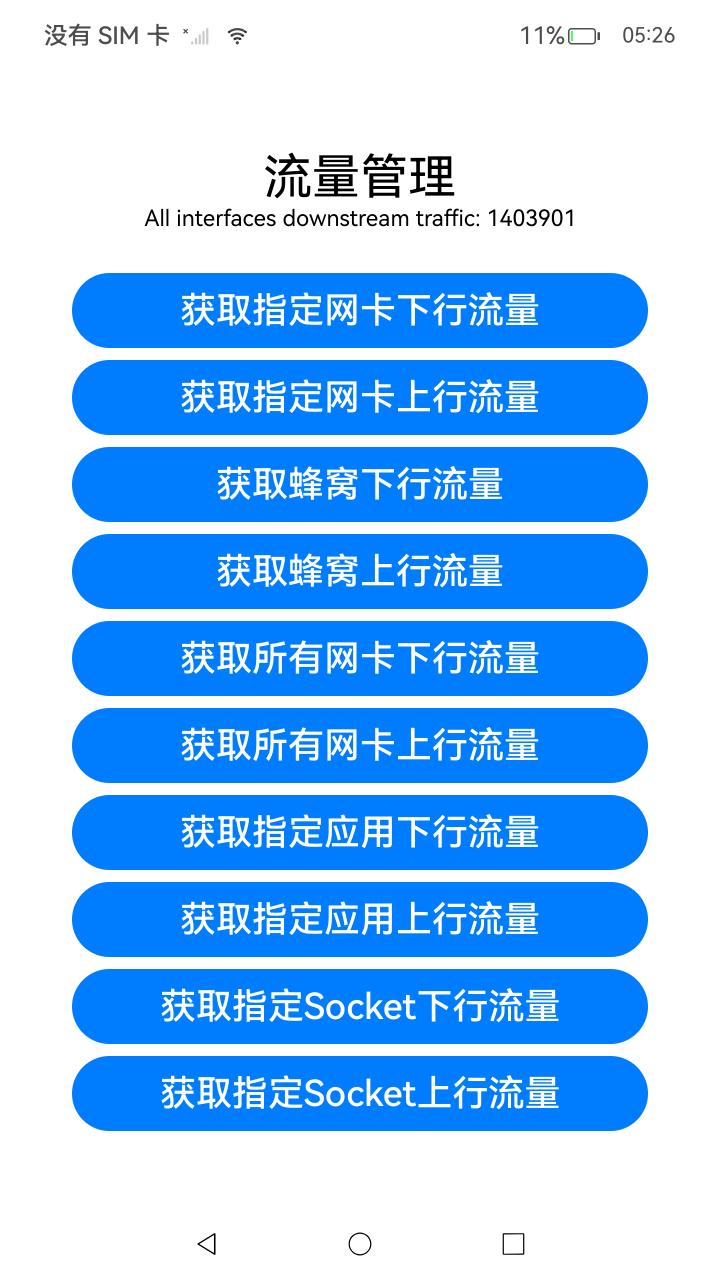 没有 SIM 卡 11% 05:26
流量管理
All interfaces downstream traffic: 1403901
获取指定网卡下行流量
获取指定网卡上行流量
获取蜂窝下行流量
获取蜂窝上行流量
获取所有网卡下行流量
获取所有网卡上行流量
获取指定应用下行流量
获取指定应用上行流量
获取指定Socket下行流量
获取指定Socket上行流量